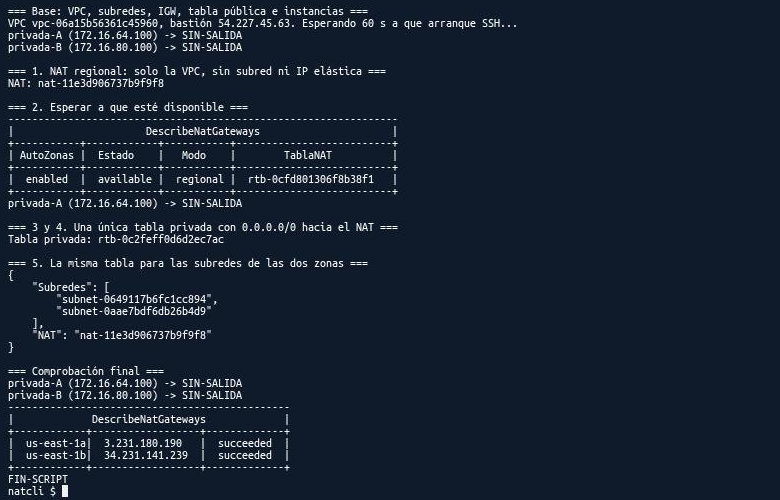 === Base: VPC, subredes, IGW, tabla pública e instancias ===
VPC vpc-06a15b56361c45960, bastión 54.227.45.63. Esperando 60 s a que arranque SSH...
privada-A (172.16.64.100) -> SIN-SALIDA
privada-B (172.16.80.100) -> SIN-SALIDA
=== 1. NAT regional: solo la VPC, sin subred ni IP elástica ===
NAT: nat-11e3d906737b9f9f8
=== 2. Esperar a que esté disponible ===
-----------------------------------------------------------------
|                      DescribeNatGateways                      |
+-----------+------------+-----------+--------------------------+
| AutoZonas |  Estado    |   Modo    |        TablaNAT          |
+-----------+------------+-----------+--------------------------+
|  enabled  |  available |  regional |  rtb-0cfd801306f8b38f1   |
+-----------+------------+-----------+--------------------------+
privada-A (172.16.64.100) -> SIN-SALIDA
=== 3 y 4. Una única tabla privada con 0.0.0.0/0 hacia el NAT ===
Tabla privada: rtb-0c2feff0d6d2ec7ac
=== 5. La misma tabla para las subredes de las dos zonas ===
{
    "Subredes": [
        "subnet-0649117b6fc1cc894",
        "subnet-0aae7bdf6db26b4d9"
    ],
    "NAT": "nat-11e3d906737b9f9f8"
}
=== Comprobación final ===
privada-A (172.16.64.100) -> SIN-SALIDA
privada-B (172.16.80.100) -> SIN-SALIDA
-----------------------------------------------
|             DescribeNatGateways             |
+------------+------------------+-------------+
|  us-east-1a|  3.231.180.190   |  succeeded  |
|  us-east-1b|  34.231.141.239  |  succeeded  |
+------------+------------------+-------------+
FIN-SCRIPT
natcli $